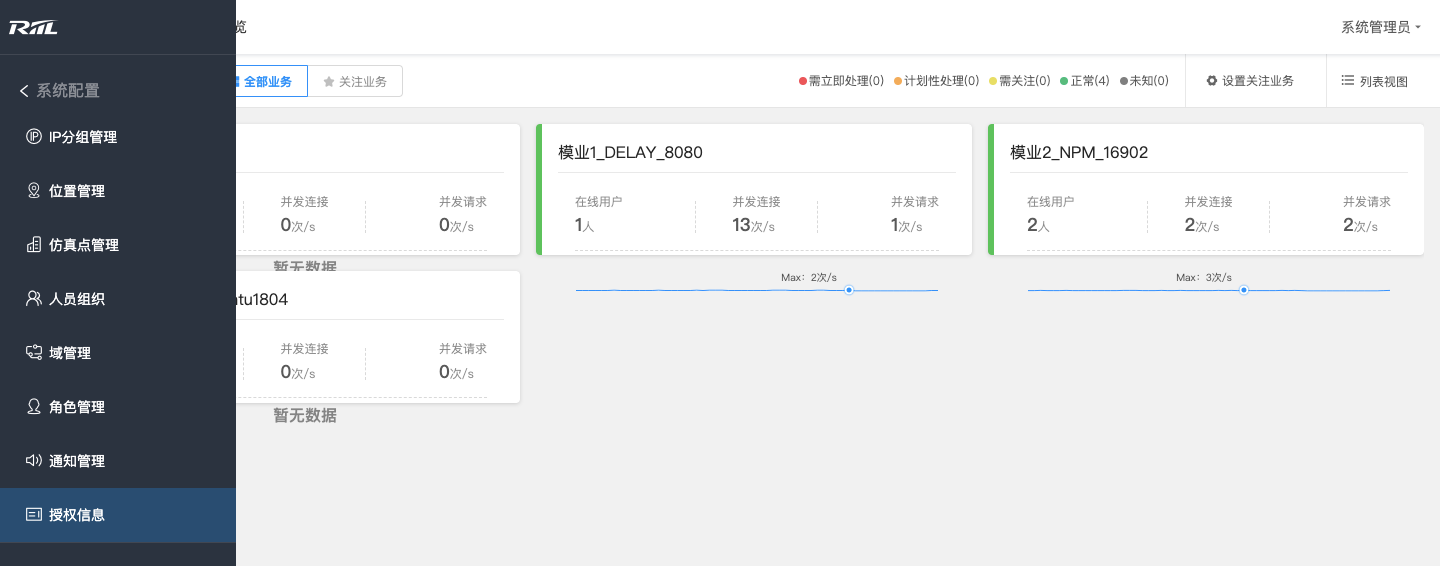 RIIL
览
系统管理员
系统配置
IP分组管理
位置管理
仿真点管理
人员组织
域管理
角色管理
通知管理
授权信息
全部业务
关注业务
需立即处理(0)
计划性处理(0)
需关注(0)
正常(4)
未知(0)
设置关注业务
列表视图
并发连接
并发请求
0次/s
0次/s
暂无数据
模业1_DELAY_8080
在线用户
并发连接
并发请求
1人
13次/s
1次/s
Max：2次/s
模业2_NPM_16902
在线用户
并发连接
并发请求
2人
2次/s
2次/s
Max：3次/s
ntu1804
并发连接
并发请求
0次/s
0次/s
暂无数据